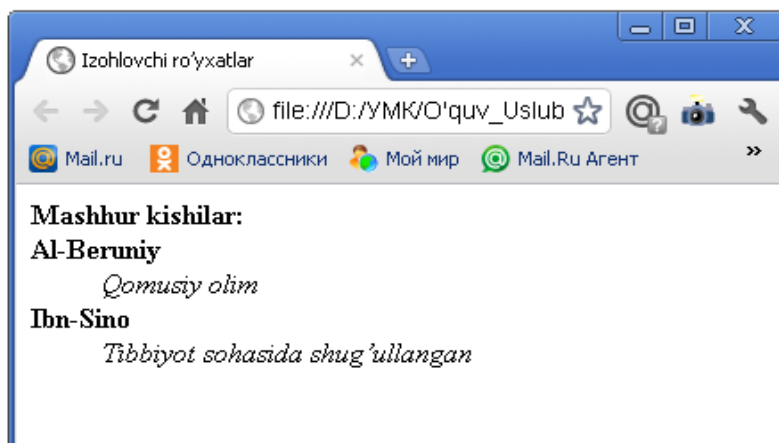 Izohlovchi ro'yxatlar
file:///D:/УМК/O'quv_Uslub
Mail.ru Одноклассники Мой мир Mail.Ru Агент »
Mashhur kishilar:
Al-Beruniy
Qomusiy olim
Ibn-Sino
Tibbiyot sohasida shug'ullangan